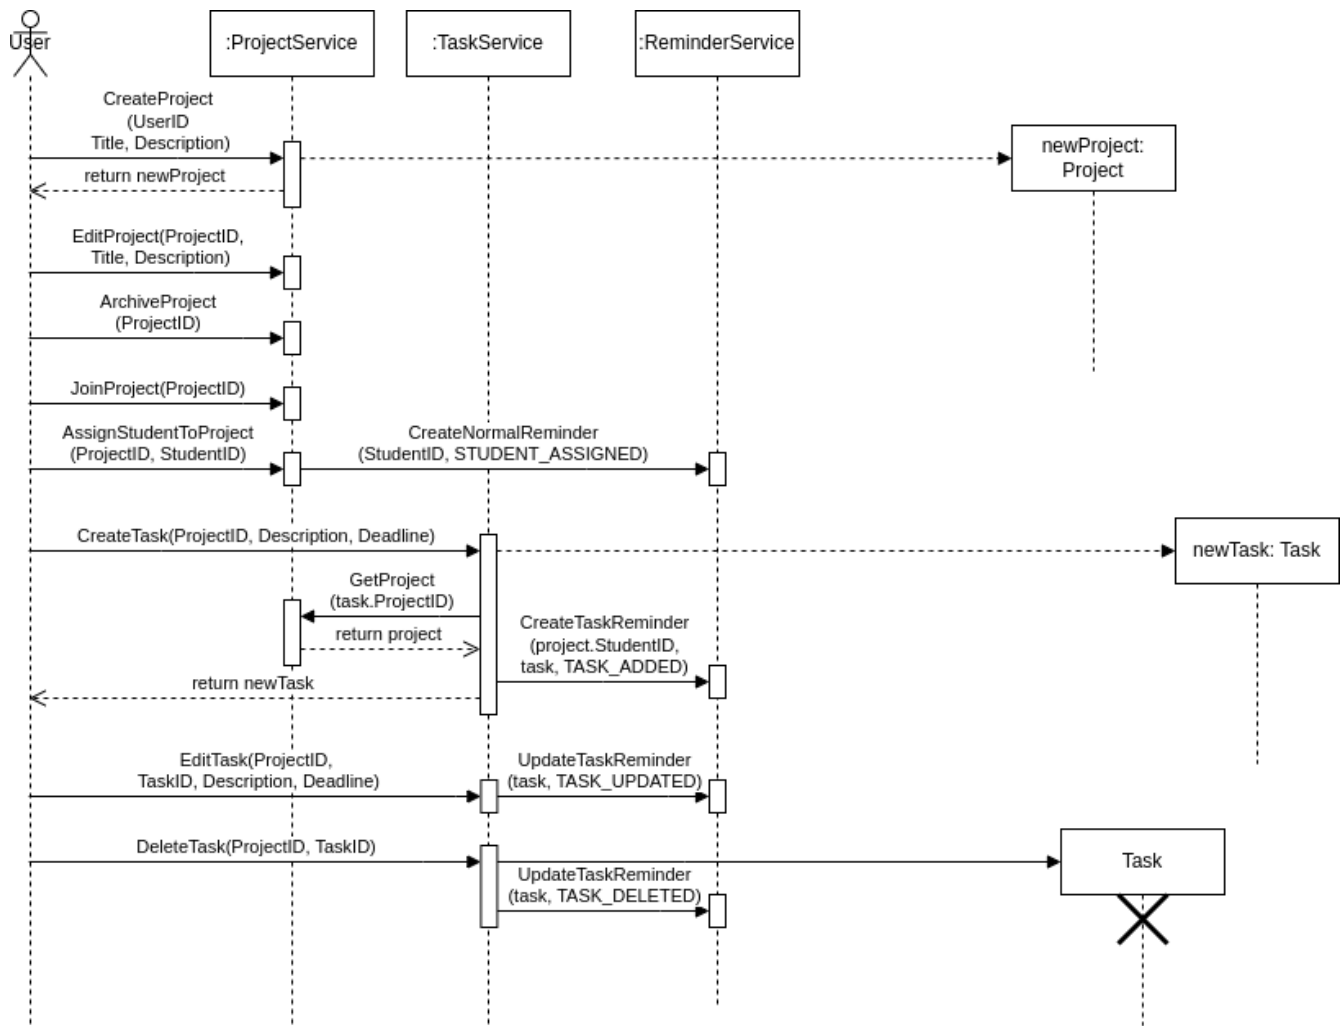 User
:ProjectService
:TaskService
:ReminderService
CreateProject
(UserID
Title, Description)
newProject:
Project
return newProject
EditProject(ProjectID,
Title, Description)
ArchiveProject
(ProjectID)
JoinProject(ProjectID)
AssignStudentToProject
(ProjectID, StudentID)
CreateNormalReminder
(StudentID, STUDENT_ASSIGNED)
CreateTask(ProjectID, Description, Deadline)
newTask: Task
GetProject
(task.ProjectID)
return project
CreateTaskReminder
(project.StudentID,
task, TASK_ADDED)
return newTask
EditTask(ProjectID,
TaskID, Description, Deadline)
UpdateTaskReminder
(task, TASK_UPDATED)
DeleteTask(ProjectID, TaskID)
Task
UpdateTaskReminder
(task, TASK_DELETED)